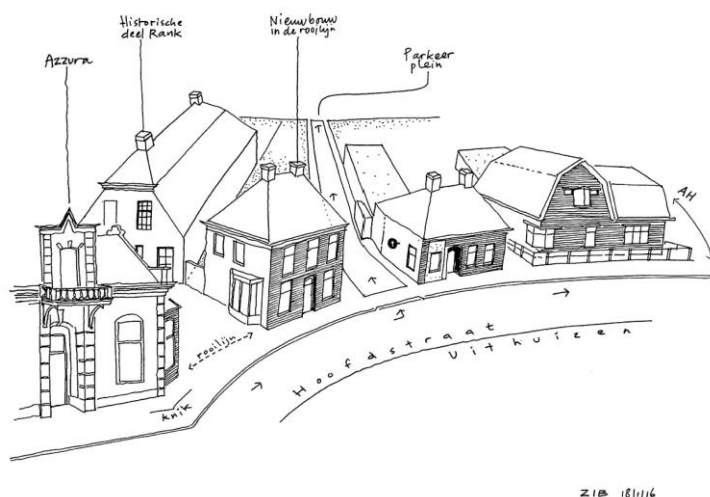 Historische
deel Rank
Nieuwbouw
in de rooilijn
Azzura
Parkeer
plein
AH
rooilijn
knik
Hoofdstraat
Uithuizen
ZIB 18/1/16